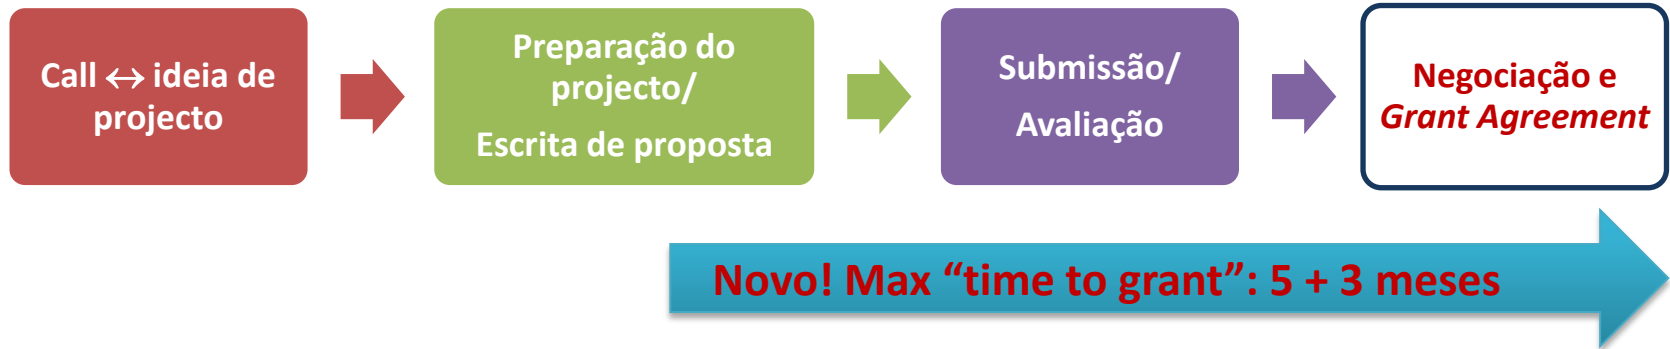 Call ↔ ideia de
projecto
Preparação do
projecto/
Escrita de proposta
Submissão/
Avaliação
Negociação e
Grant Agreement
Novo! Max “time to grant”: 5 + 3 meses